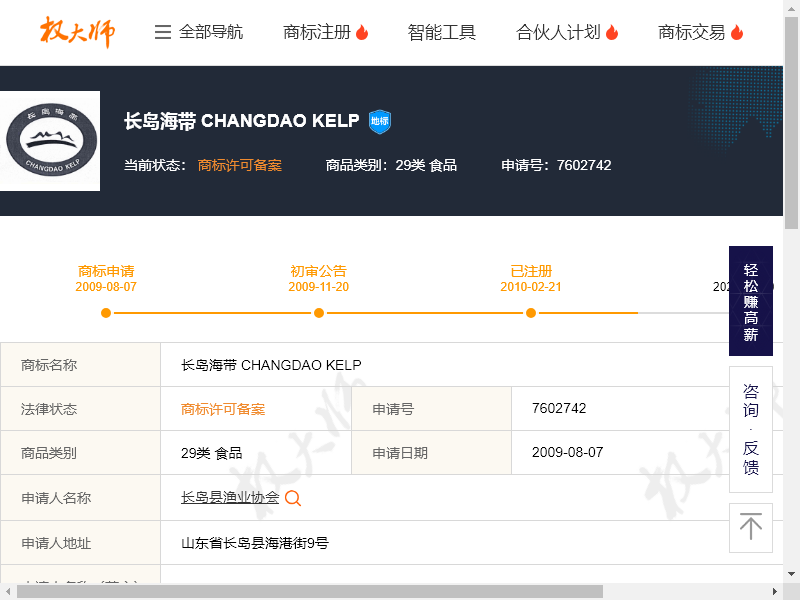 权大师
全部导航
商标注册
智能工具
合伙人计划
商标交易
长岛海带
CHANGDAO KELP
长岛海带 CHANGDAO KELP
地标
当前状态：
商标许可备案
商品类别：29类 食品
申请号：7602742
商标申请
2009-08-07
初审公告
2009-11-20
已注册
2010-02-21
轻松赚高薪
商标名称
长岛海带 CHANGDAO KELP
法律状态
商标许可备案
申请号
7602742
商品类别
29类 食品
申请日期
2009-08-07
申请人名称
长岛县渔业协会
申请人地址
山东省长岛县海港街9号
咨询·反馈
权大师